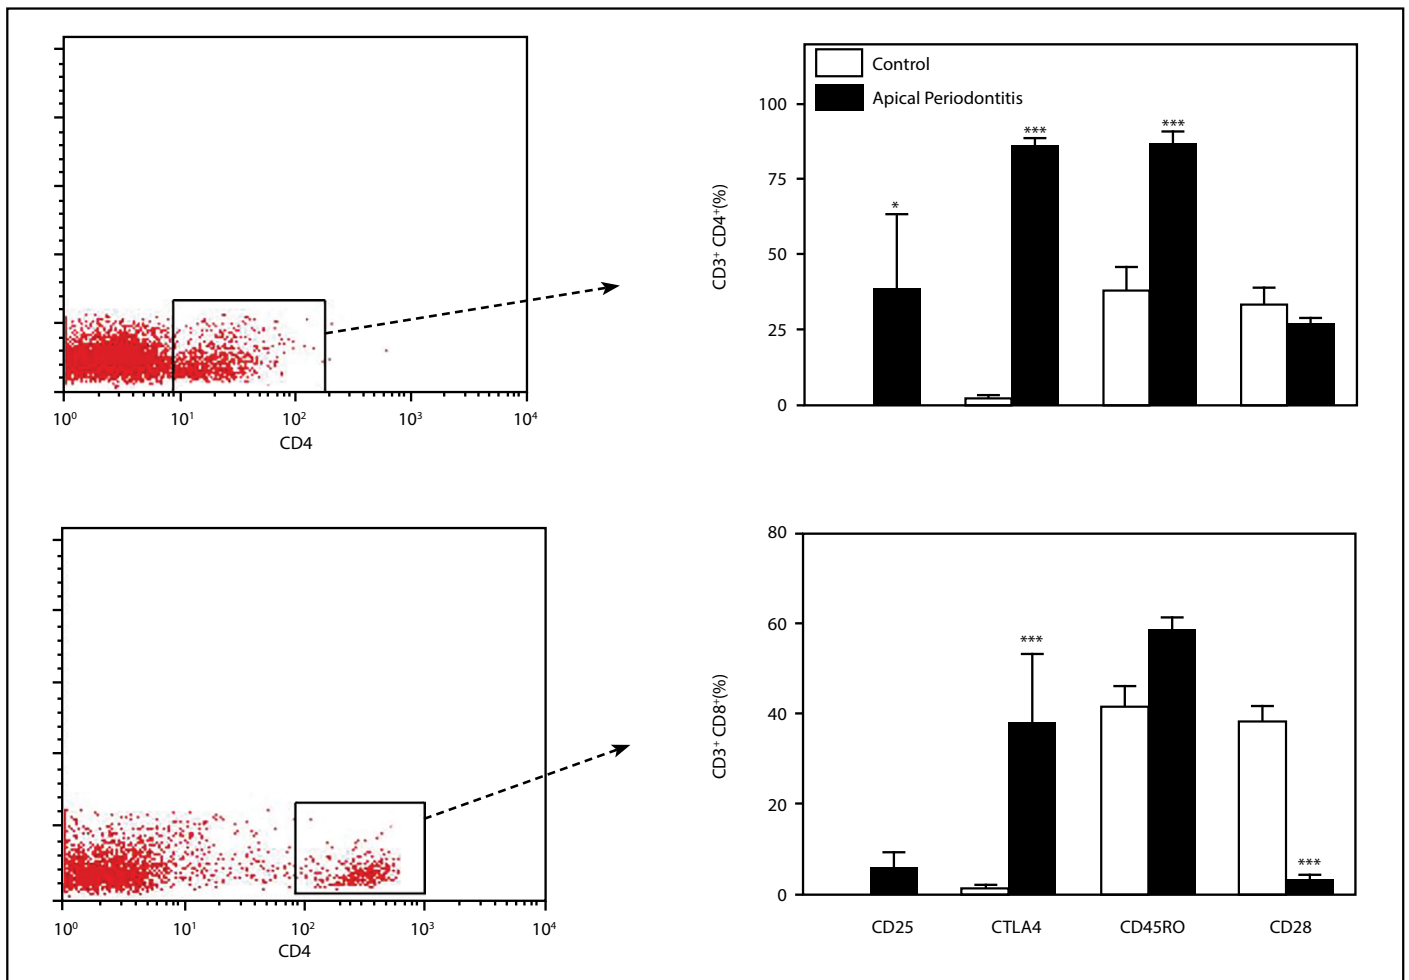 10⁰ 10¹ 10² 10³ 10⁴
CD4
Control
Apical Periodontitis
CD3⁺ CD4⁺(%)
100
75
50
25
0
*
***
***
10⁰ 10¹ 10² 10³ 10⁴
CD4
CD3⁺ CD8⁺(%)
80
60
40
20
0
***
***
CD25 CTLA4 CD45RO CD28